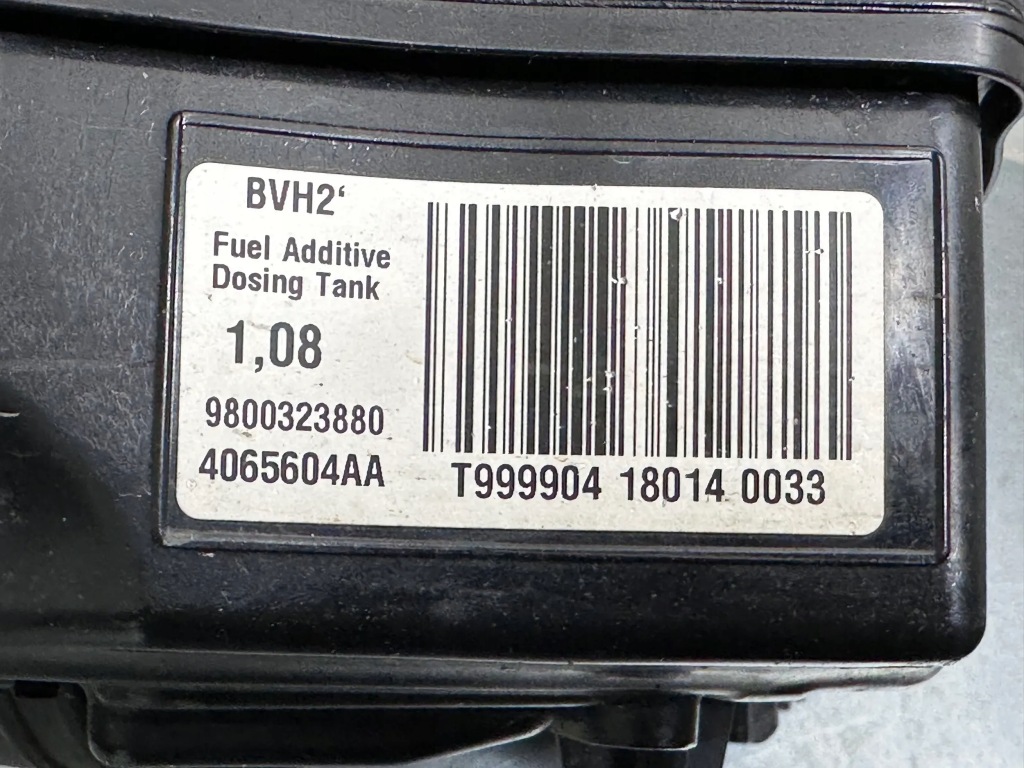 BVH2‘
Fuel Additive
Dosing Tank
1,08
9800323880
4065604AA
T999904 18014 0033